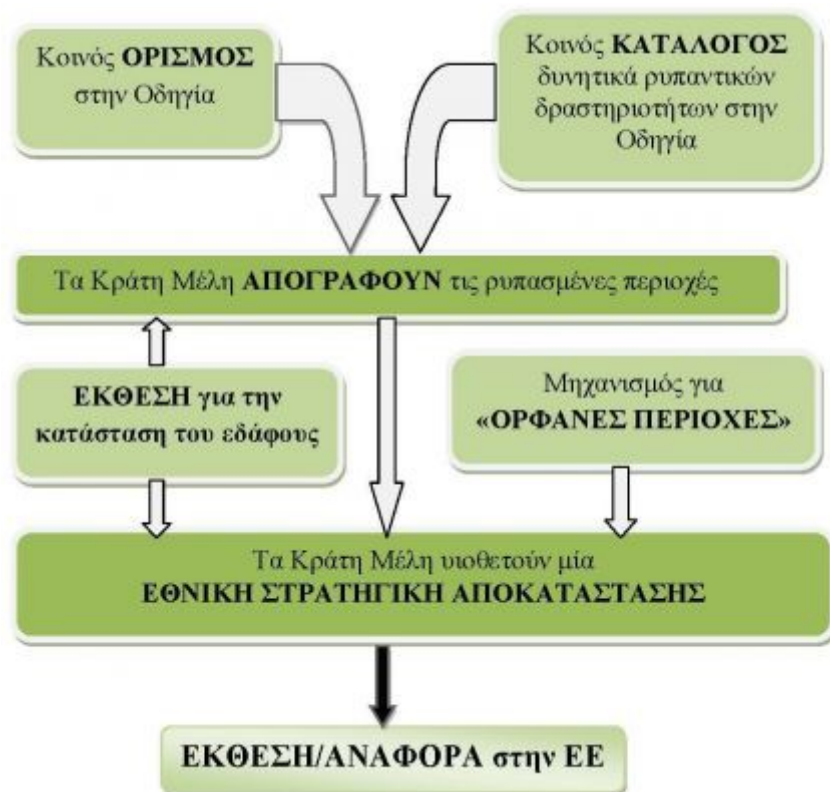 Κοινός ΟΡΙΣΜΟΣ
στην Οδηγία
Κοινός ΚΑΤΑΛΟΓΟΣ
δυνητικά ρυπαντικών
δραστηριοτήτων στην
Οδηγία
Τα Κράτη Μέλη ΑΠΟΓΡΑΦΟΥΝ τις ρυπασμένες περιοχές
ΕΚΘΕΣΗ για την
κατάσταση του εδάφους
Μηχανισμός για
«ΟΡΦΑΝΕΣ ΠΕΡΙΟΧΕΣ»
Τα Κράτη Μέλη υιοθετούν μία
ΕΘΝΙΚΗ ΣΤΡΑΤΗΓΙΚΗ ΑΠΟΚΑΤΑΣΤΑΣΗΣ
ΕΚΘΕΣΗ/ΑΝΑΦΟΡΑ στην ΕΕ